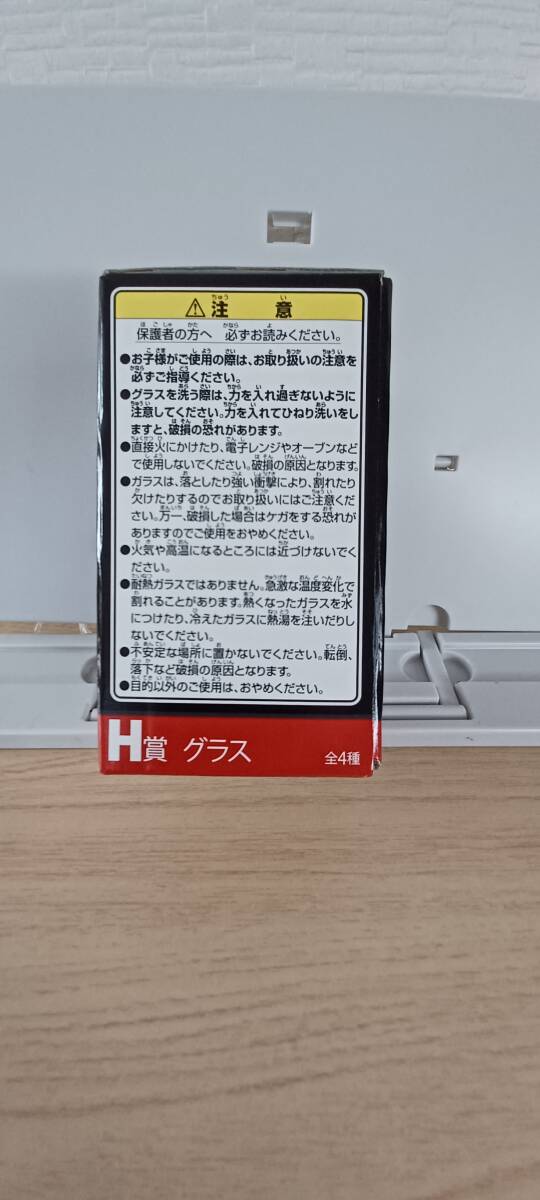 ⚠注意
保護者の方へ 必ずお読みください。
●お子様がご使用の際は、お取り扱いの注意を
必ずご指導ください。
●グラスを洗う際は、力を入れ過ぎないように
注意してください。力を入れてひねり洗いをし
ますと、破損の恐れがあります。
●直接火にかけたり、電子レンジやオーブンなど
で使用しないでください。破損の原因となります。
●ガラスは、落としたり強い衝撃により、割れたり
欠けたりするのでお取り扱いにはご注意くだ
さい。万一、破損した場合はケガをする恐れが
ありますのでご使用をおやめください。
●火気や高温になるところには近づけないでく
ださい。
●耐熱ガラスではありません。急激な温度変化で
割れることがあります。熱くなったガラスを水
につけたり、冷えたガラスに熱湯を注いだりし
ないでください。
●不安定な場所に置かないでください。転倒、
落下など破損の原因となります。
●目的以外のご使用は、おやめください。
H賞 グラス 全4種